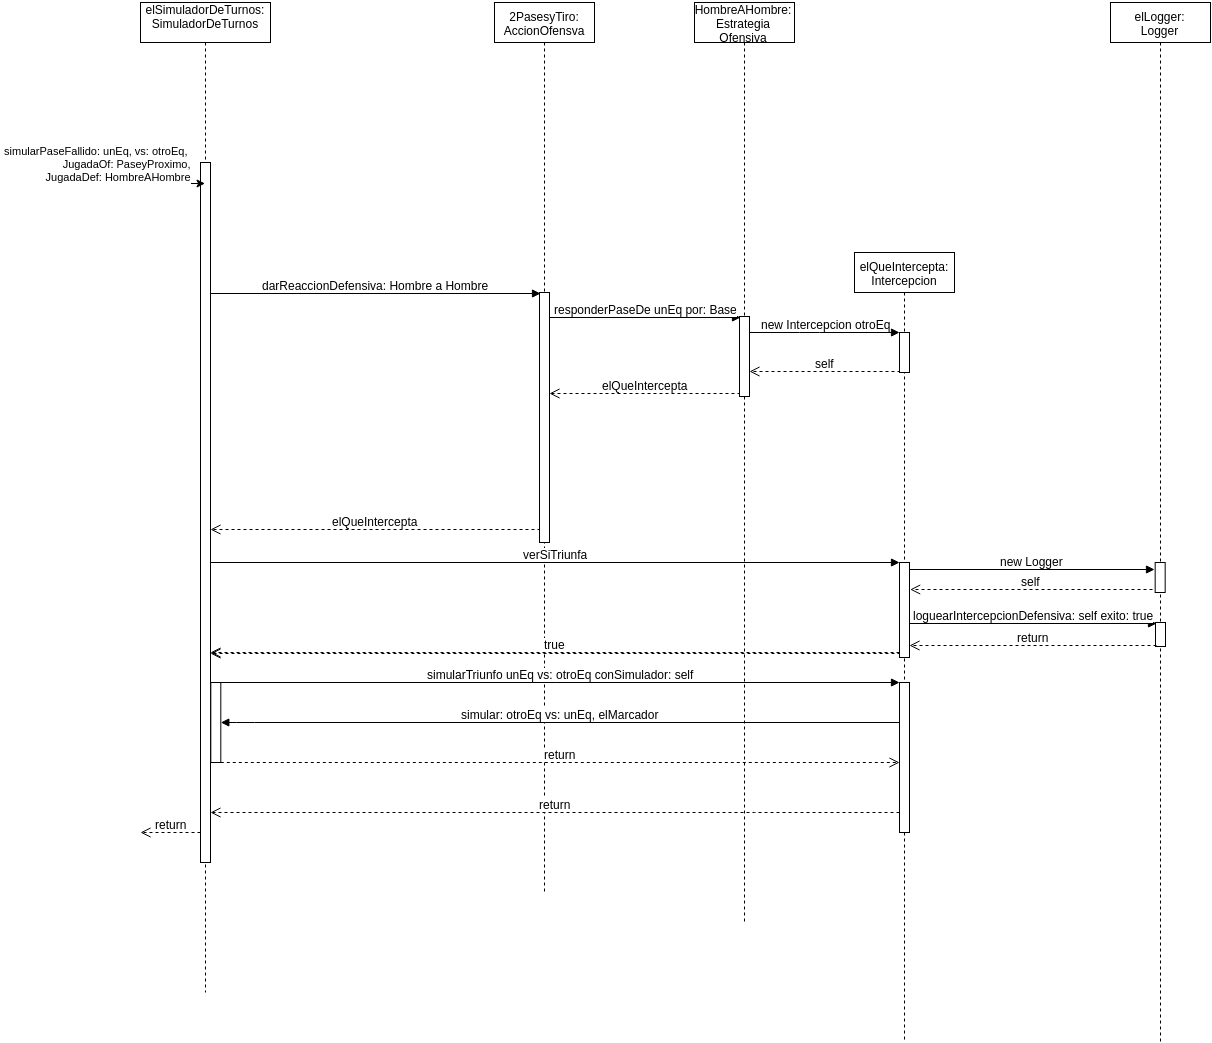 elSimuladorDeTurnos:
SimuladorDeTurnos
2PasesyTiro:
AccionOfensva
HombreAHombre:
Estrategia
Ofensiva
elLogger:
Logger
simularPaseFallido: unEq, vs: otroEq,
JugadaOf: PaseyProximo,
JugadaDef: HombreAHombre
elQueIntercepta:
Intercepcion
darReaccionDefensiva: Hombre a Hombre
responderPaseDe unEq por: Base
new Intercepcion otroEq
self
elQueIntercepta
elQueIntercepta
verSiTriunfa
new Logger
self
loguearIntercepcionDefensiva: self exito: true
return
true
simularTriunfo unEq vs: otroEq conSimulador: self
simular: otroEq vs: unEq, elMarcador
return
return
return